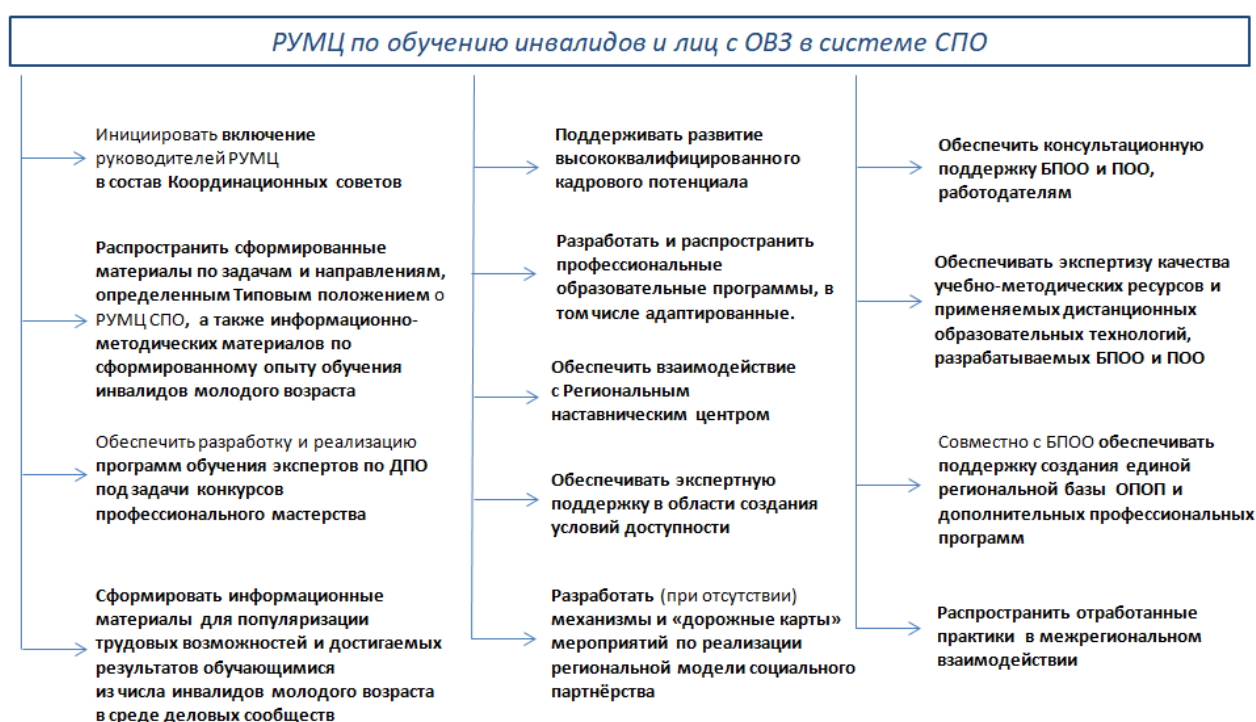 РУМЦ по обучению инвалидов и лиц с ОВЗ в системе СПО
Инициировать включение
руководителей РУМЦ
в состав Координационных советов
Распространить сформированные
материалы по задачам и направлениям,
определенным Типовым положением о
РУМЦ СПО, а также информационно-
методических материалов по
сформированному опыту обучения
инвалидов молодого возраста
Обеспечить разработку и реализацию
программ обучения экспертов по ДПО
под задачи конкурсов
профессионального мастерства
Сформировать информационные
материалы для популяризации
трудовых возможностей и достигаемых
результатов обучающимися
из числа инвалидов молодого возраста
в среде деловых сообществ
Поддерживать развитие
высококвалифицированного
кадрового потенциала
Разработать и распространить
профессиональные
образовательные программы, в
том числе адаптированные.
Обеспечить взаимодействие
с Региональным
наставническим центром
Обеспечивать экспертную
поддержку в области создания
условий доступности
Разработать (при отсутствии)
механизмы и «дорожные карты»
мероприятий по реализации
региональной модели социального
партнёрства
Обеспечить консультационную
поддержку БПОО и ПОО,
работодателям
Обеспечивать экспертизу качества
учебно-методических ресурсов и
применяемых дистанционных
образовательных технологий,
разрабатываемых БПОО и ПОО
Совместно с БПОО обеспечивать
поддержку создания единой
региональной базы ОПОП и
дополнительных профессиональных
программ
Распространить отработанные
практики в межрегиональном
взаимодействии